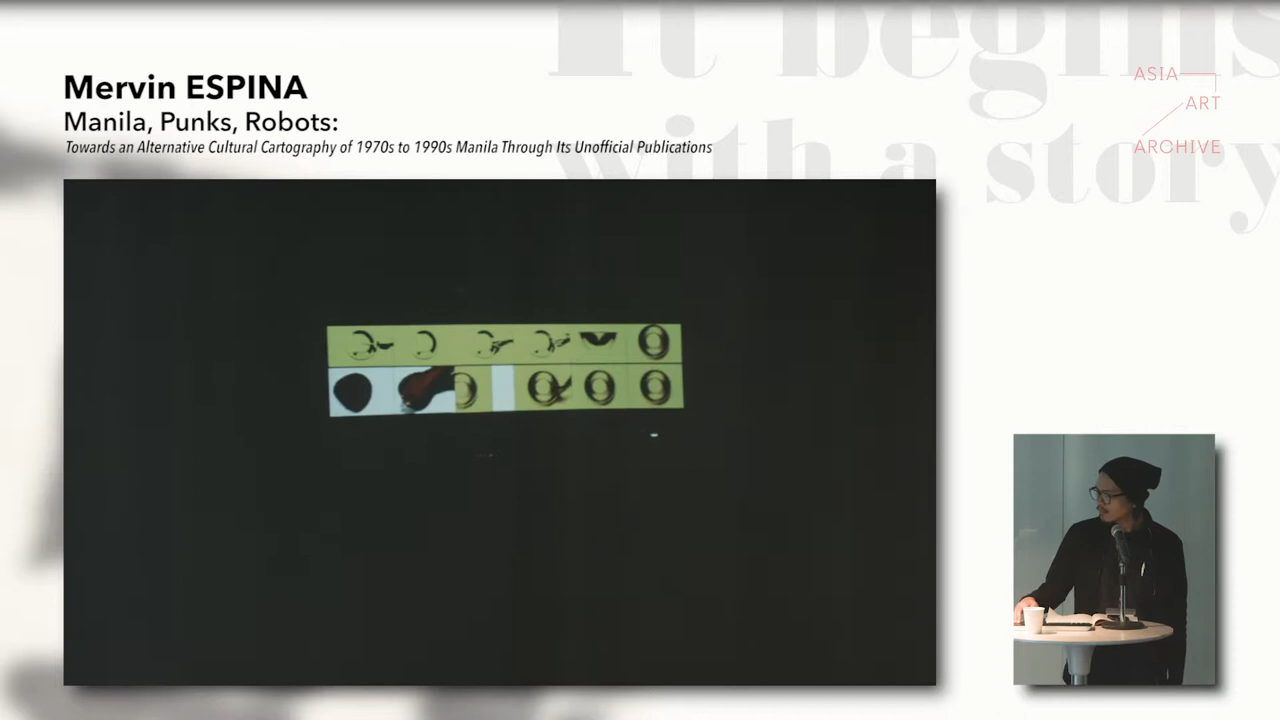 It begins
with a story
Mervin ESPINA
Manila, Punks, Robots:
Towards an Alternative Cultural Cartography of 1970s to 1990s Manila Through Its Unofficial Publications
ASIA
ART
ARCHIVE